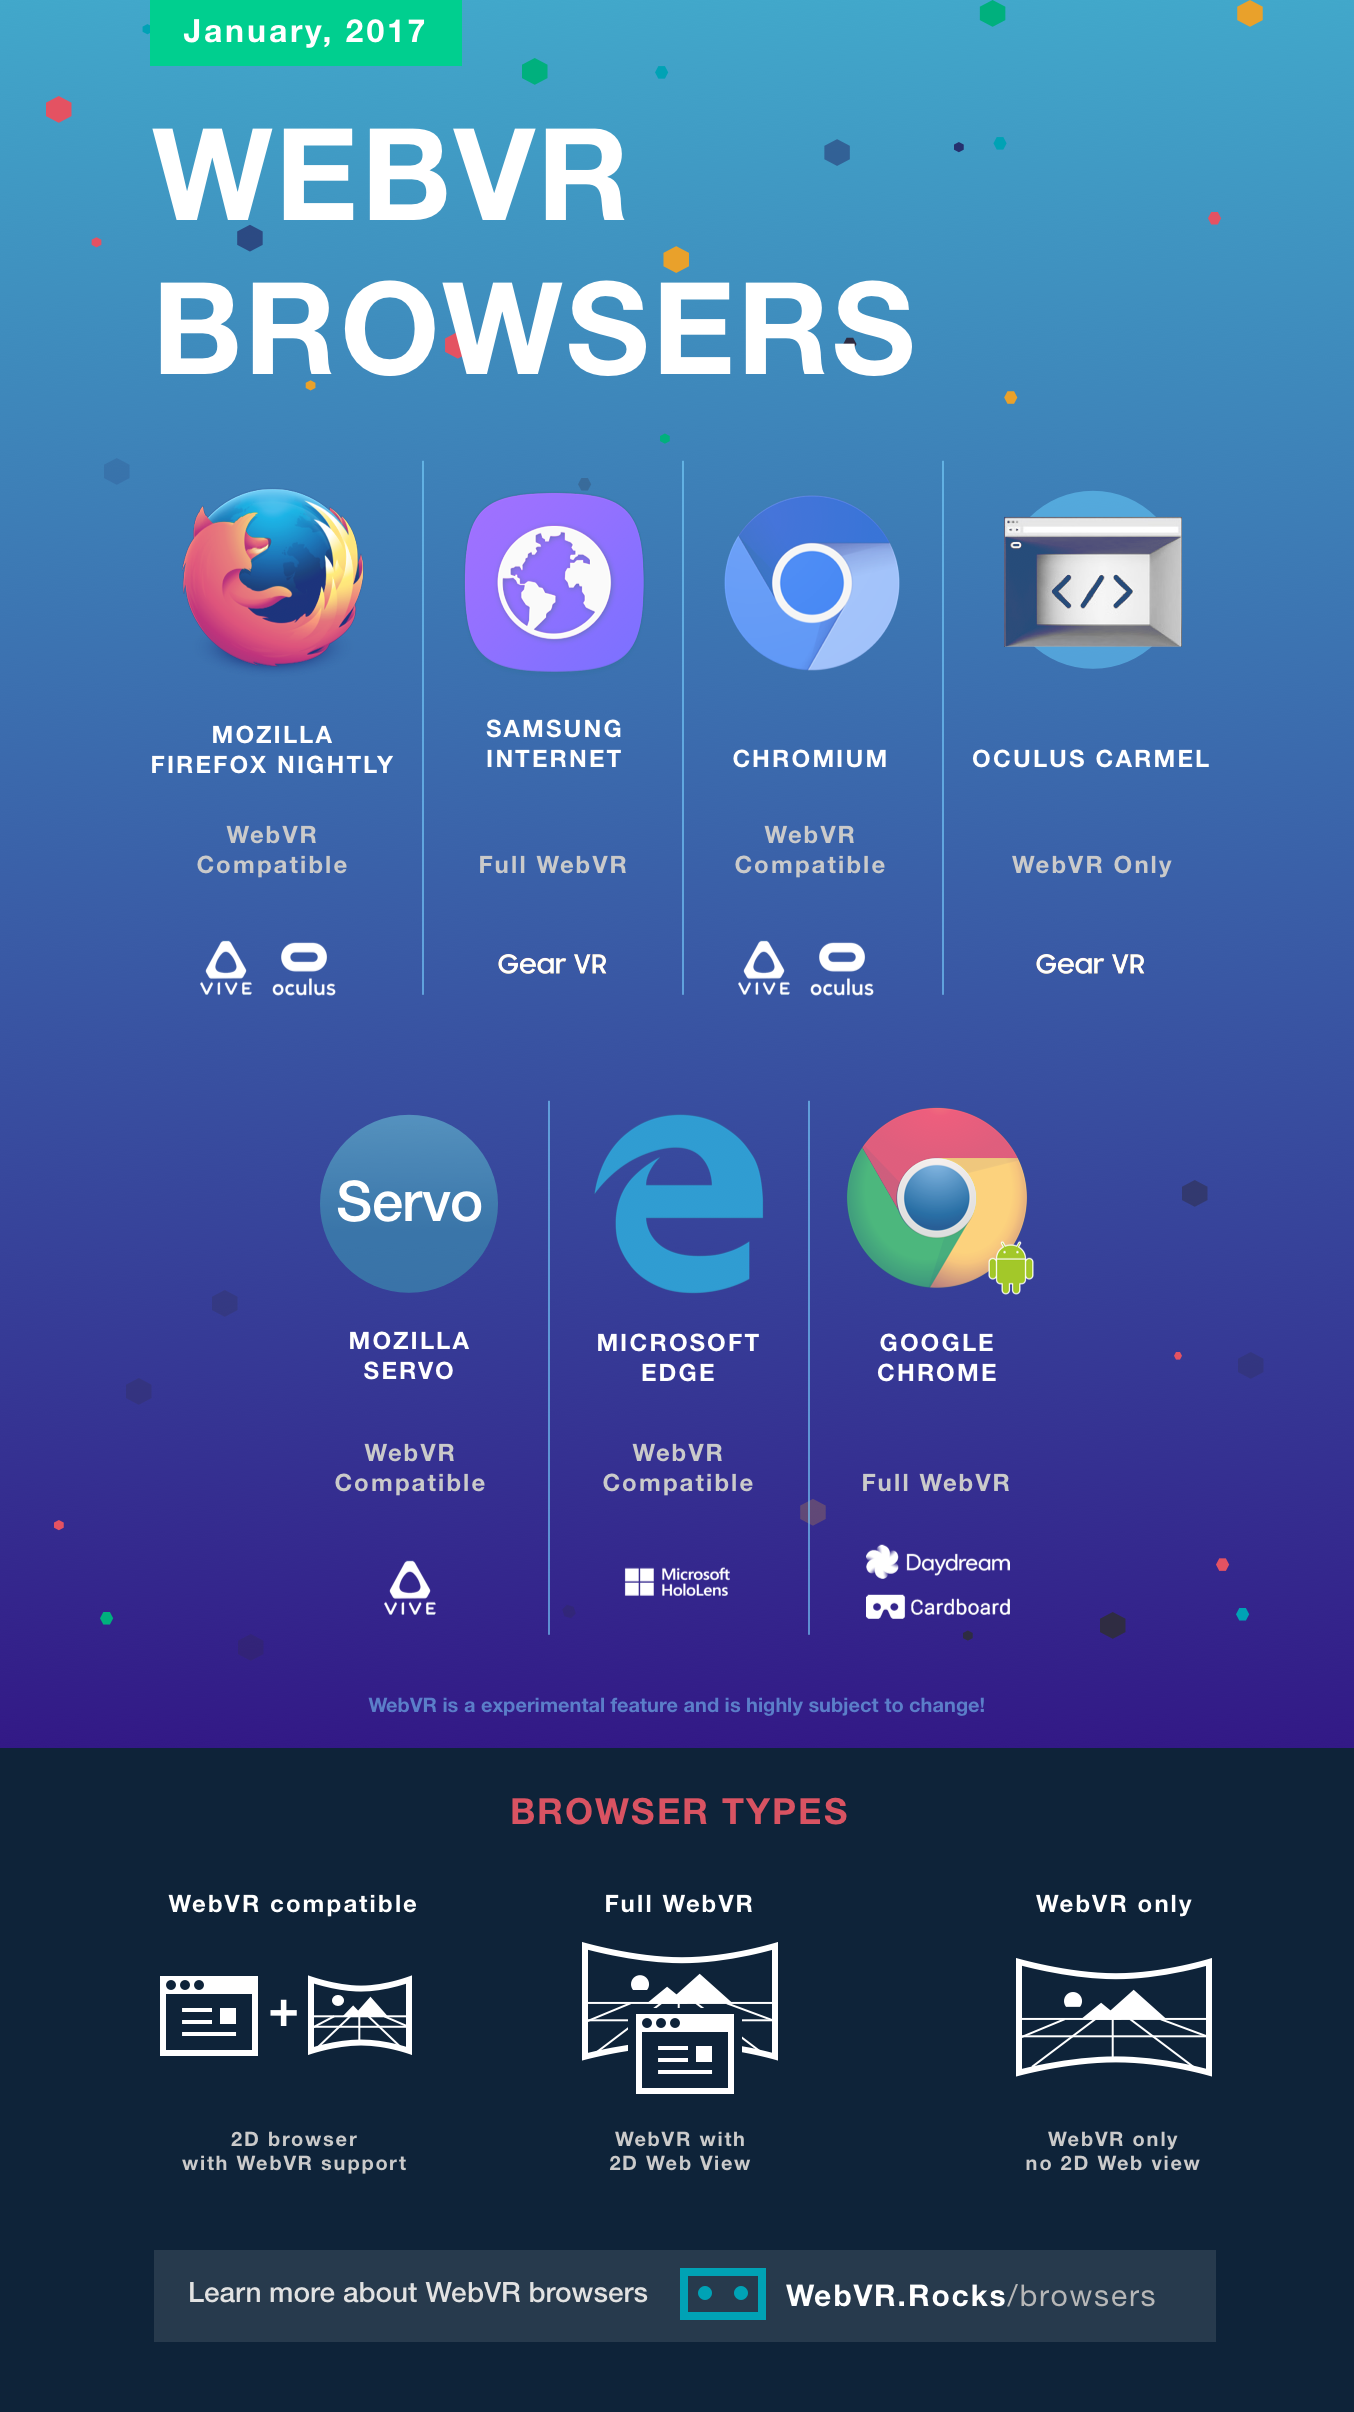 January, 2017
WEBVR
BROWSERS
MOZILLA
FIREFOX NIGHTLY
WebVR
Compatible
VIVE oculus
SAMSUNG
INTERNET
Full WebVR
Gear VR
CHROMIUM
WebVR
Compatible
VIVE oculus
OCULUS CARMEL
WebVR Only
Gear VR
Servo
MOZILLA
SERVO
WebVR
Compatible
VIVE
MICROSOFT
EDGE
WebVR
Compatible
Microsoft
HoloLens
GOOGLE
CHROME
Full WebVR
Daydream
Cardboard
WebVR is a experimental feature and is highly subject to change!
BROWSER TYPES
WebVR compatible
2D browser
with WebVR support
Full WebVR
WebVR with
2D Web View
WebVR only
WebVR only
no 2D Web view
Learn more about WebVR browsers WebVR.Rocks/browsers